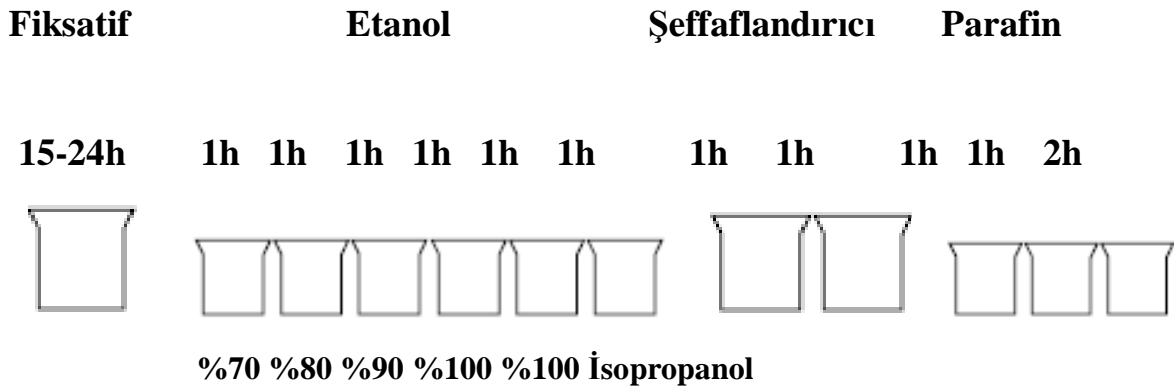 Fiksatif Etanol Şeffaflandırıcı Parafin
15-24h 1h 1h 1h 1h 1h 1h 1h 1h 1h 1h 2h
%70 %80 %90 %100 %100 İsopropanol